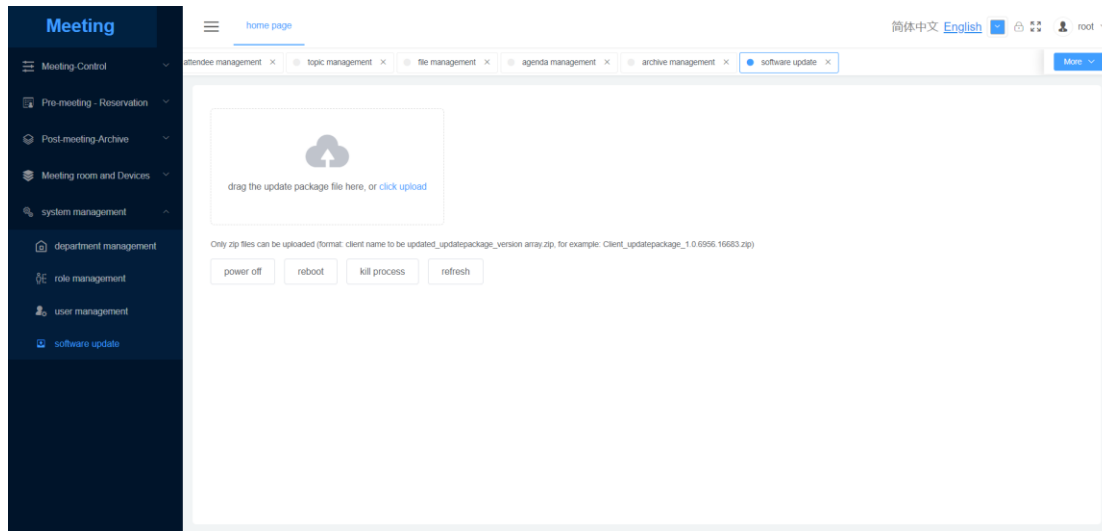 Meeting
home page
简体中文 English
root
Meeting-Control
attendee management
topic management
file management
agenda management
archive management
software update
More
Pre-meeting - Reservation
Post-meeting-Archive
Meeting room and Devices
system management
department management
role management
user management
software update
drag the update package file here, or click upload
Only zip files can be uploaded (format: client name to be updated_updatepackage_version array.zip, for example: Client_updatepackage_1.0.6956.16683.zip)
power off
reboot
kill process
refresh